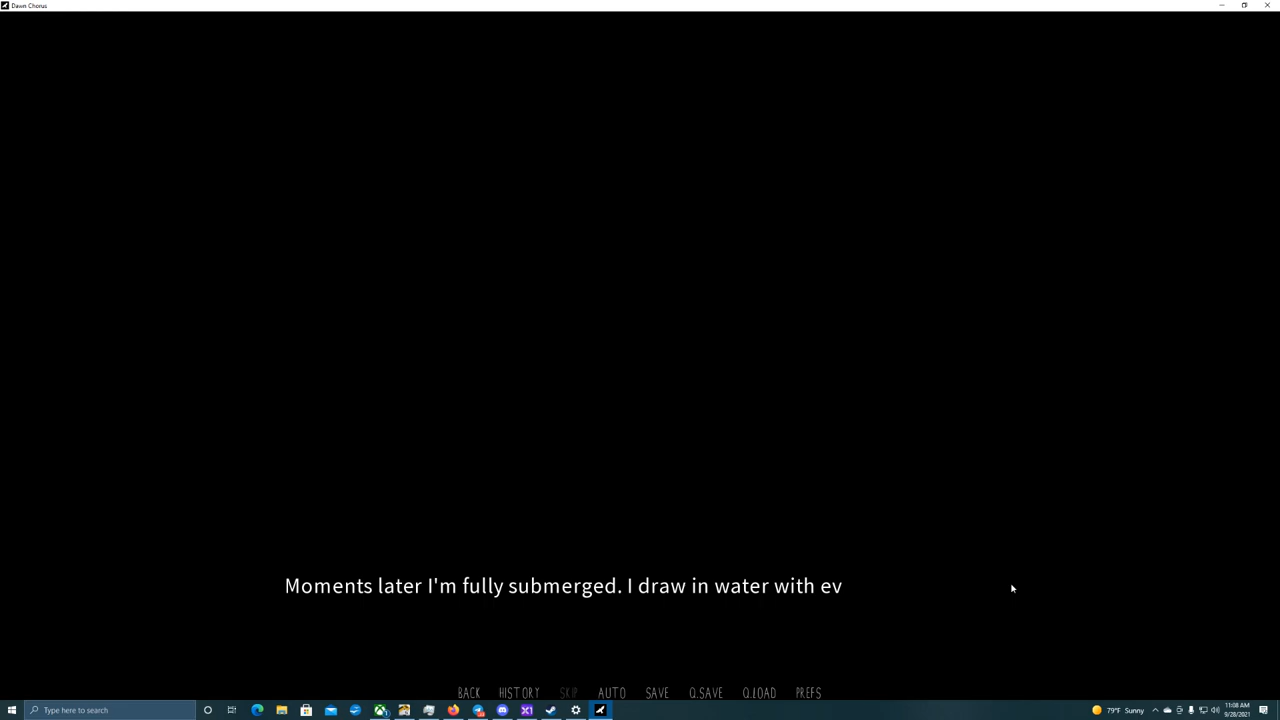 Dawn Chorus
Moments later I'm fully submerged. I draw in water with ev
BACK HISTORY SKIP AUTO SAVE Q.SAVE Q.LOAD PREFS
Type here to search
79°F Sunny
11:08 AM
9/28/2021